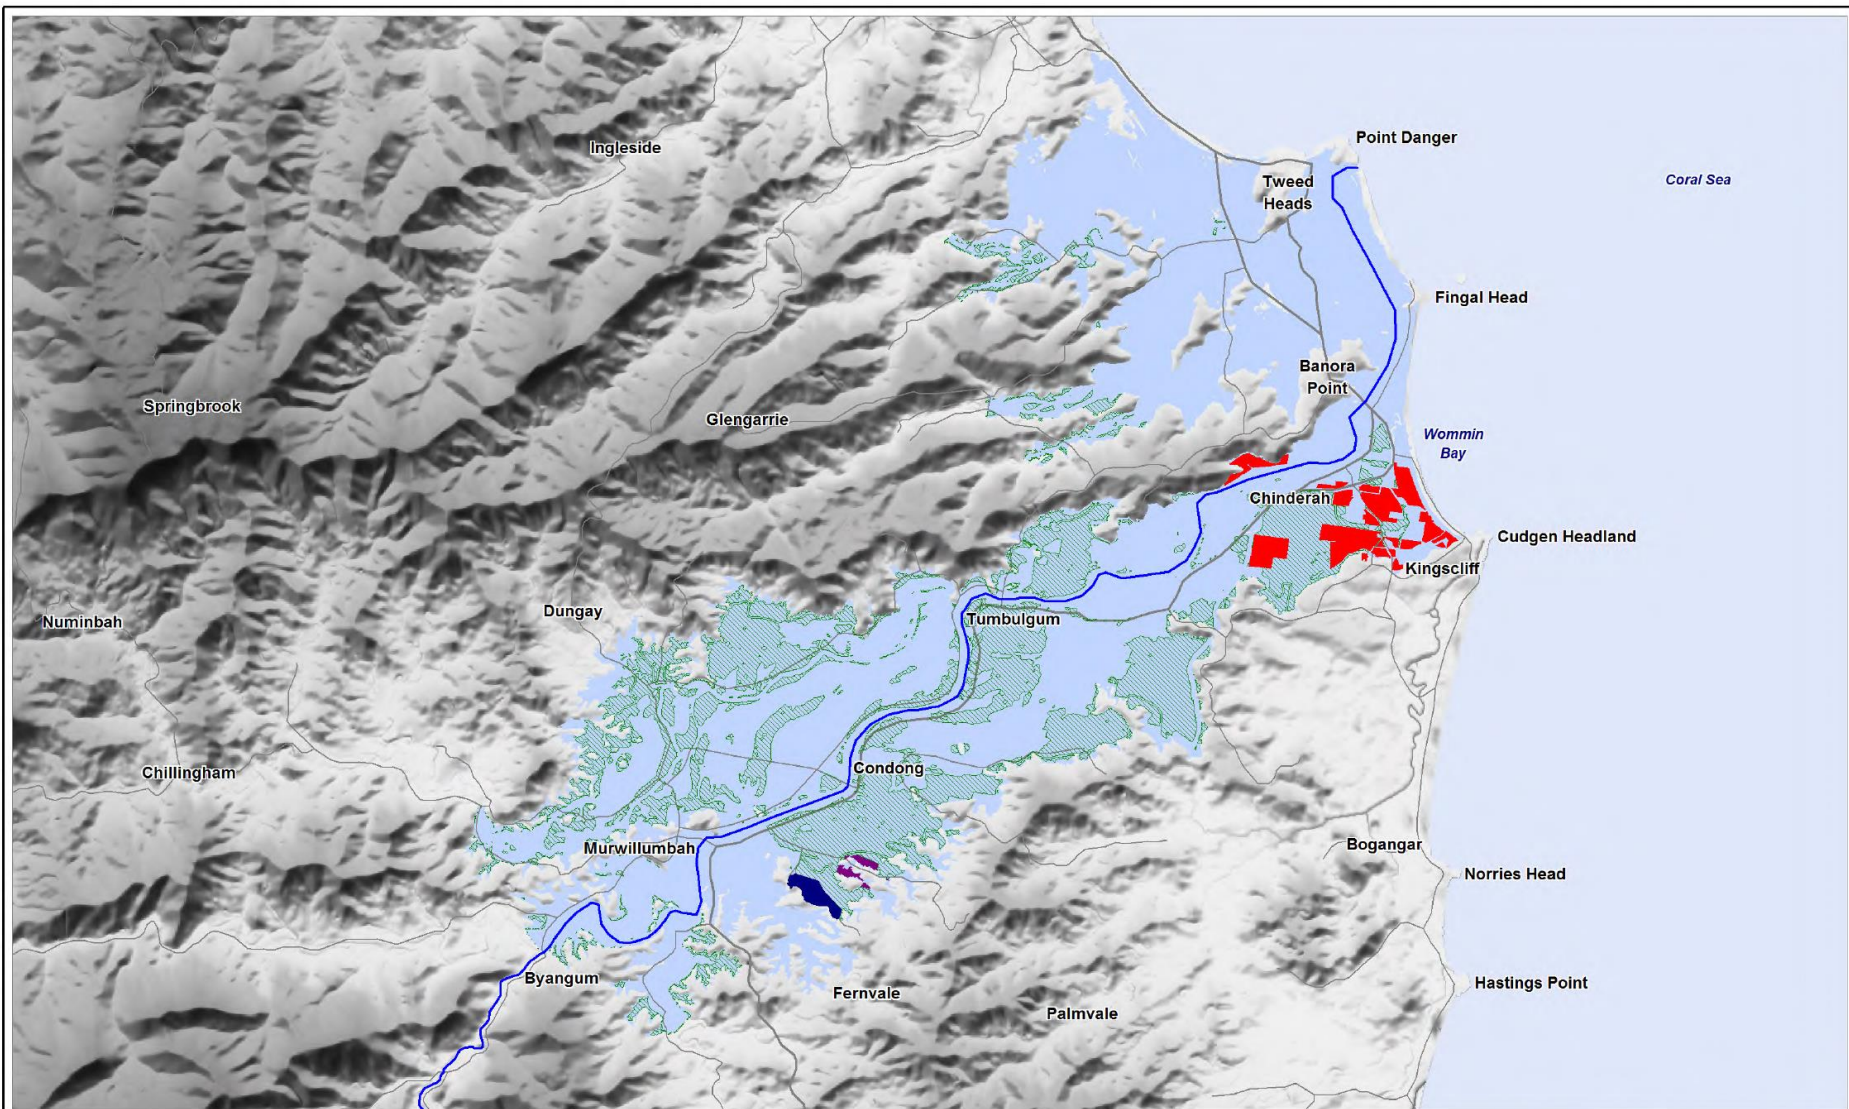 Point Danger
Ingleside
Coral Sea
Tweed
Heads
Fingal Head
Banora
Point
Springbrook
Glengarrie
Wommin
Bay
Chinderah
Cudgen Headland
Kingscliff
Dungay
Numinbah
Tumbulgum
Condong
Chillingham
Murwillumbah
Bogangar
Norries Head
Byangum
Hastings Point
Fernvale
Palmvale